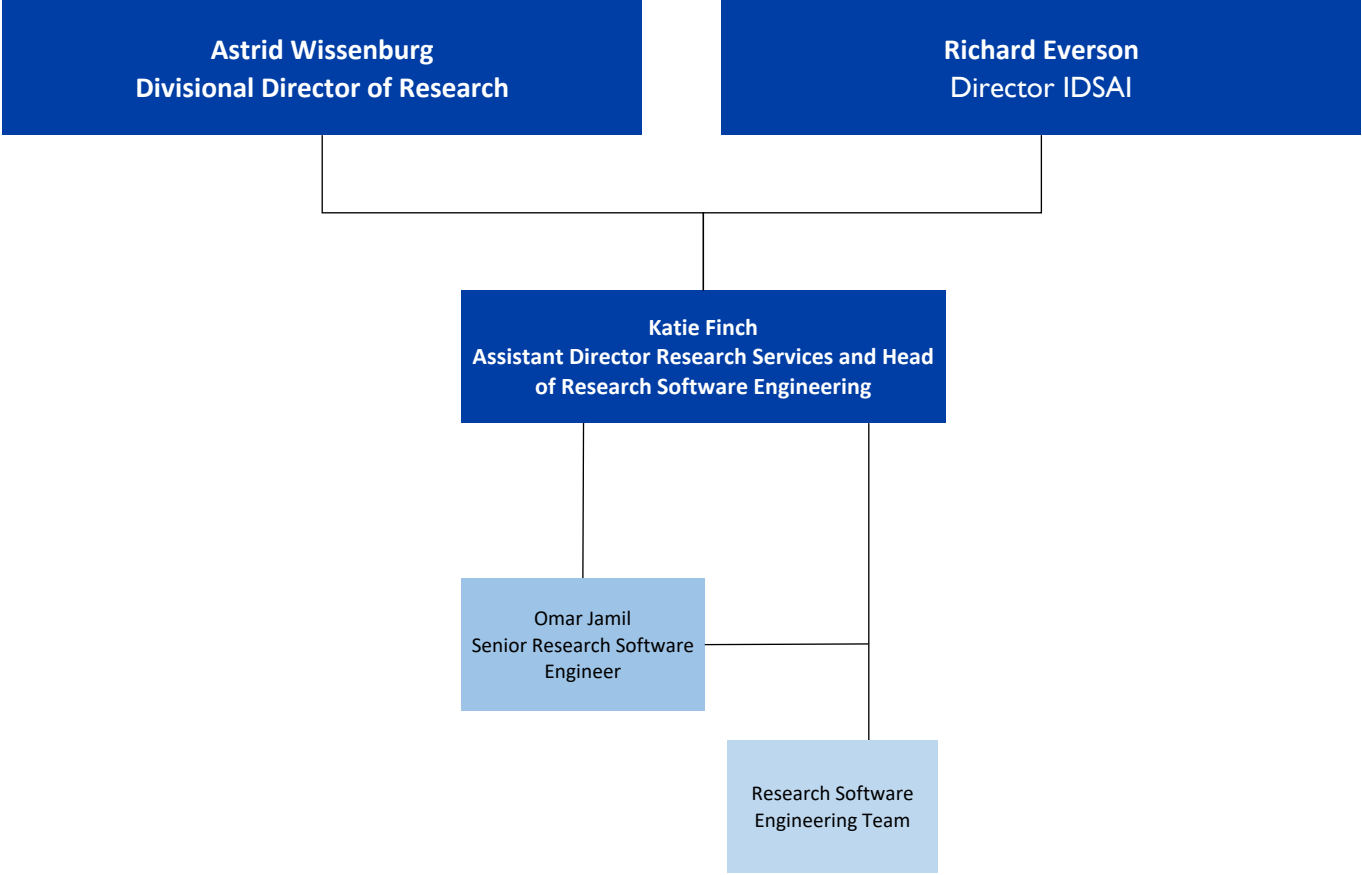 Astrid Wissenburg
Divisional Director of Research
Richard Everson
Director IDSAI
Katie Finch
Assistant Director Research Services and Head
of Research Software Engineering
Omar Jamil
Senior Research Software
Engineer
Research Software
Engineering Team